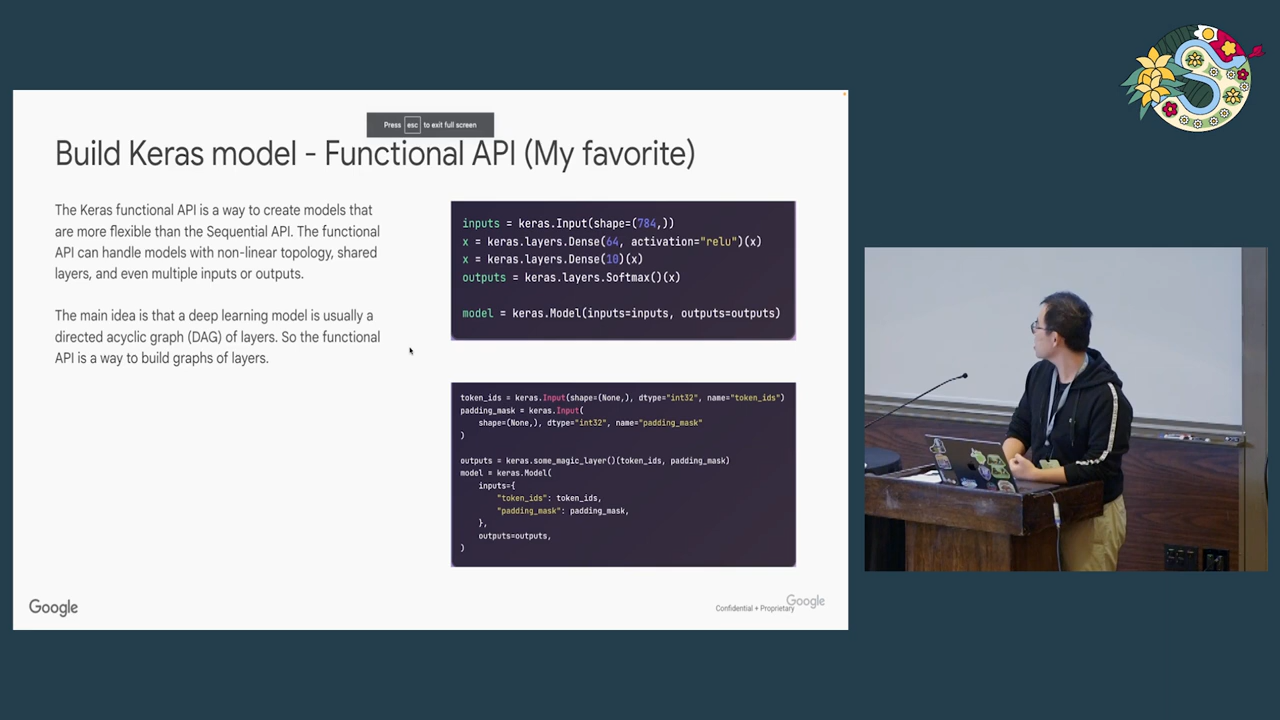 Press esc to exit full screen
Build Keras model - Functional API (My favorite)
The Keras functional API is a way to create models that
are more flexible than the Sequential API. The functional
API can handle models with non-linear topology, shared
layers, and even multiple inputs or outputs.
The main idea is that a deep learning model is usually a
directed acyclic graph (DAG) of layers. So the functional
API is a way to build graphs of layers.
inputs = keras.Input(shape=(784,))
x = keras.layers.Dense(64, activation="relu")(x)
x = keras.layers.Dense(10)(x)
outputs = keras.layers.Softmax()(x)
model = keras.Model(inputs=inputs, outputs=outputs)
token_ids = keras.Input(shape=(None,), dtype="int32", name="token_ids")
padding_mask = keras.Input(
shape=(None,), dtype="int32", name="padding_mask"
)
outputs = keras.some_magic_layer()(token_ids, padding_mask)
model = keras.Model(
inputs={
"token_ids": token_ids,
"padding_mask": padding_mask,
},
outputs=outputs,
)
Google
Confidential + Proprietary
Google